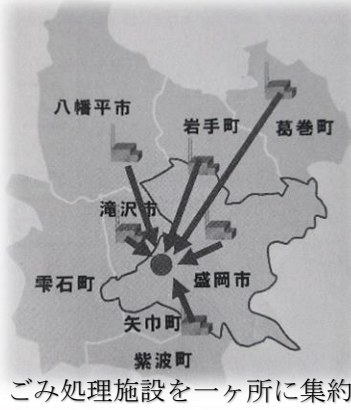 八幡平市
岩手町
葛巻町
滝沢市
雫石町
盛岡市
矢巾町
紫波町
ごみ処理施設を一ヶ所に集約